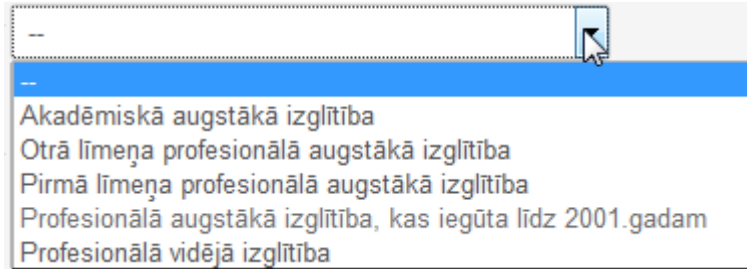 --
--
Akadēmiskā augstākā izglītība
Otrā līmeņa profesionālā augstākā izglītība
Pirmā līmeņa profesionālā augstākā izglītība
Profesionālā augstākā izglītība, kas iegūta līdz 2001.gadam
Profesionālā vidējā izglītība